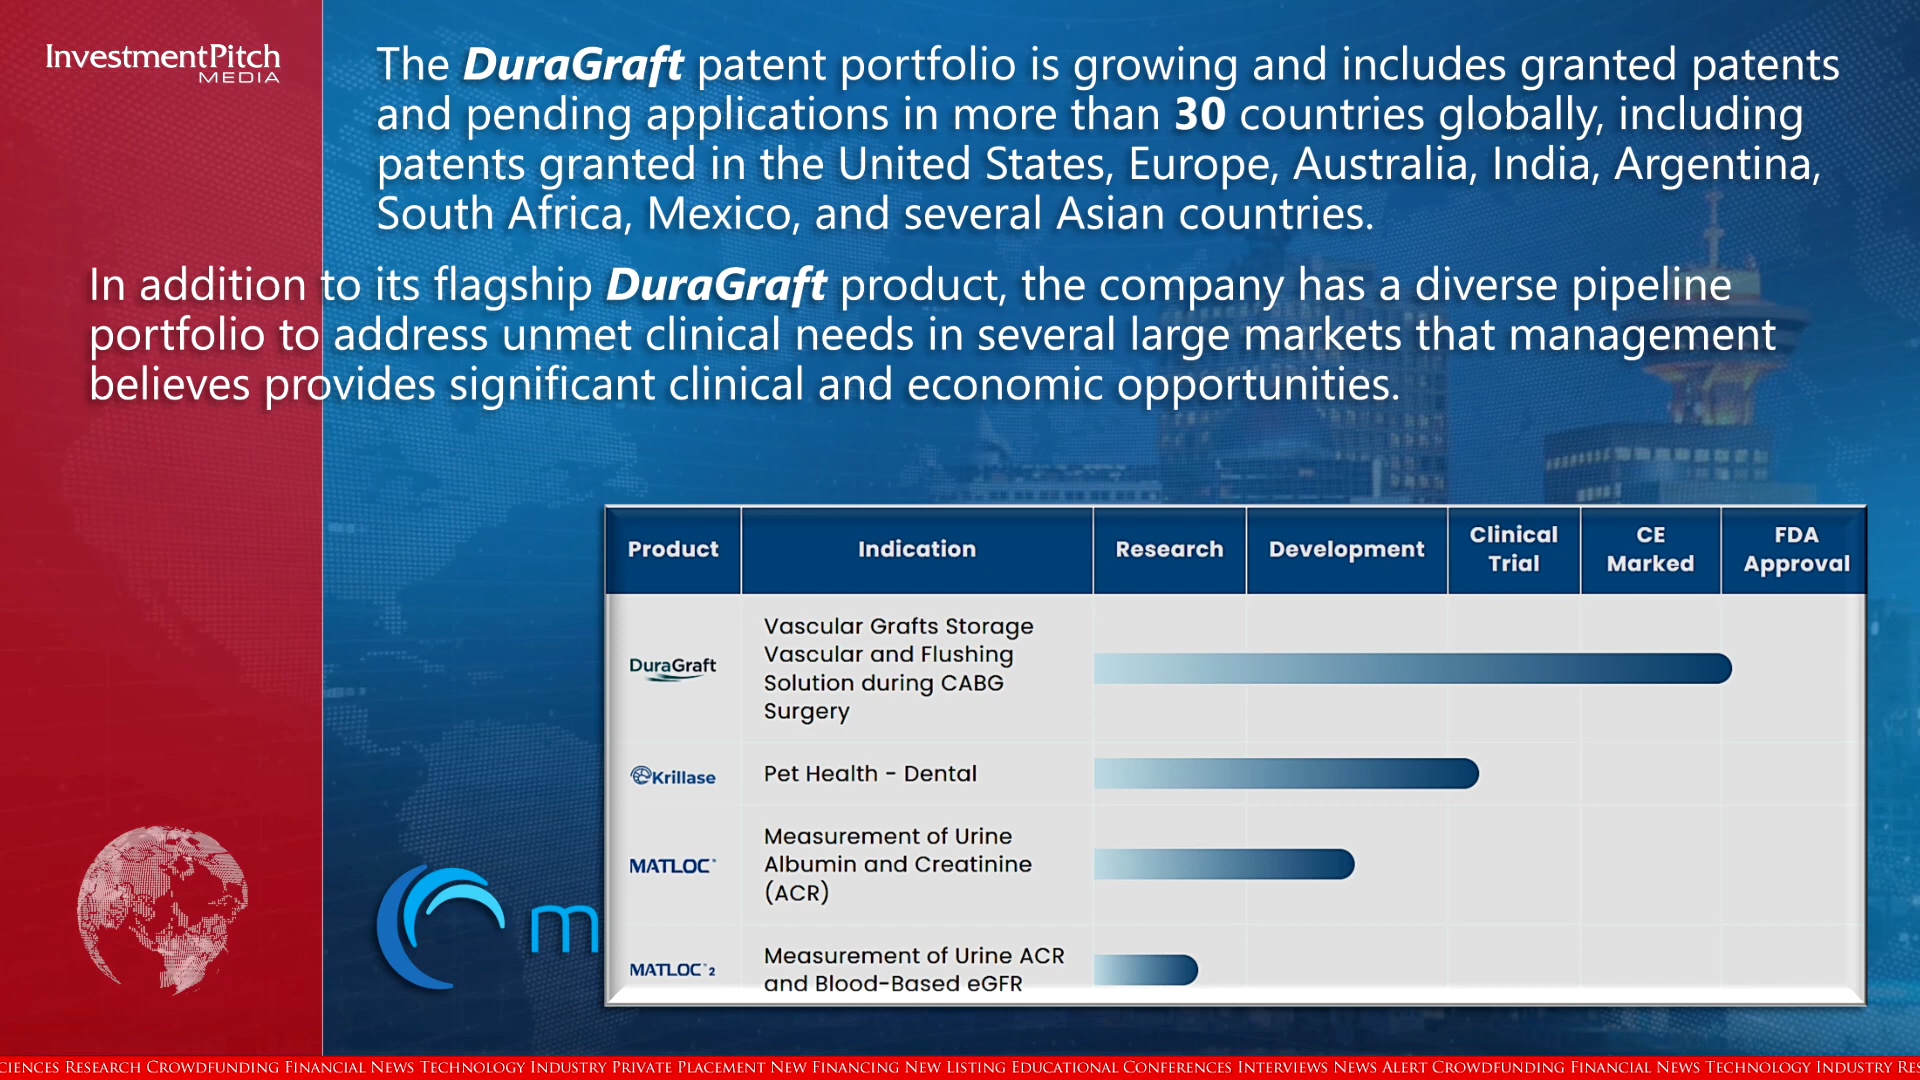 InvestmentPitch
MEDIA
The DuraGraft patent portfolio is growing and includes granted patents
and pending applications in more than 30 countries globally, including
patents granted in the United States, Europe, Australia, India, Argentina,
South Africa, Mexico, and several Asian countries.
In addition to its flagship DuraGraft product, the company has a diverse pipeline
portfolio to address unmet clinical needs in several large markets that management
believes provides significant clinical and economic opportunities.
Product Indication Research Development Clinical Trial CE Marked FDA Approval
DuraGraft
Vascular Grafts Storage
Vascular and Flushing
Solution during CABG
Surgery
Krillase
Pet Health - Dental
MATLOC
Measurement of Urine
Albumin and Creatinine
(ACR)
MATLOC 2
Measurement of Urine ACR
and Blood-Based eGFR
m
CIENCES RESEARCH CROWDFUNDING FINANCIAL NEWS TECHNOLOGY INDUSTRY PRIVATE PLACEMENT NEW FINANCING NEW LISTING EDUCATIONAL CONFERENCES INTERVIEWS NEWS ALERT CROWDFUNDING FINANCIAL NEWS TECHNOLOGY INDUSTRY RES